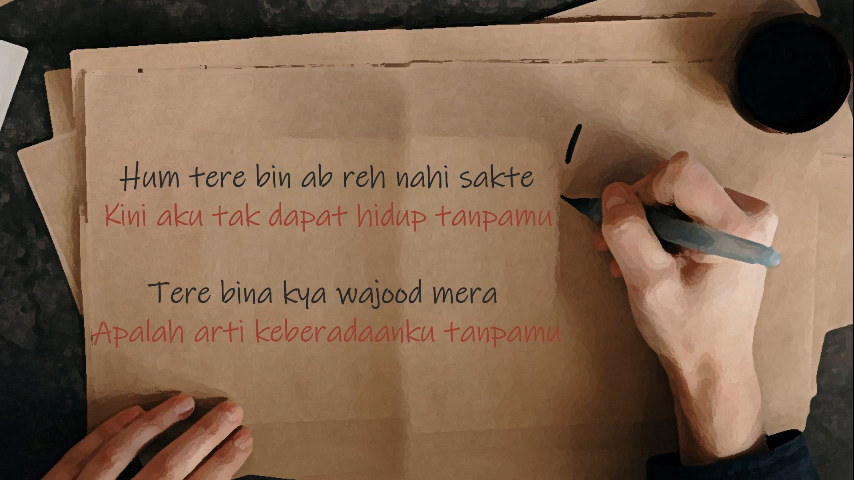 Hum tere bin ab reh nahi sakte
Kini aku tak dapat hidup tanpamu
Tere bina kya wajood mera
Apalah arti keberadaanku tanpamu